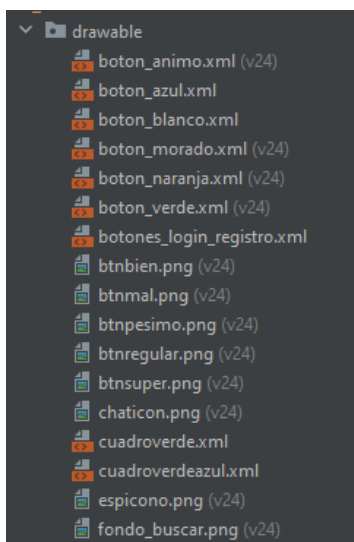 drawable
boton_animo.xml (v24)
boton_azul.xml
boton_blanco.xml
boton_morado.xml (v24)
boton_naranja.xml (v24)
boton_verde.xml (v24)
botones_login_registro.xml
btnbien.png (v24)
btnmal.png (v24)
btnpesimo.png (v24)
btnregular.png (v24)
btnsuper.png (v24)
chaticon.png (v24)
cuadroverde.xml
cuadroverdeazul.xml
espicono.png (v24)
fondo_buscar.png (v24)